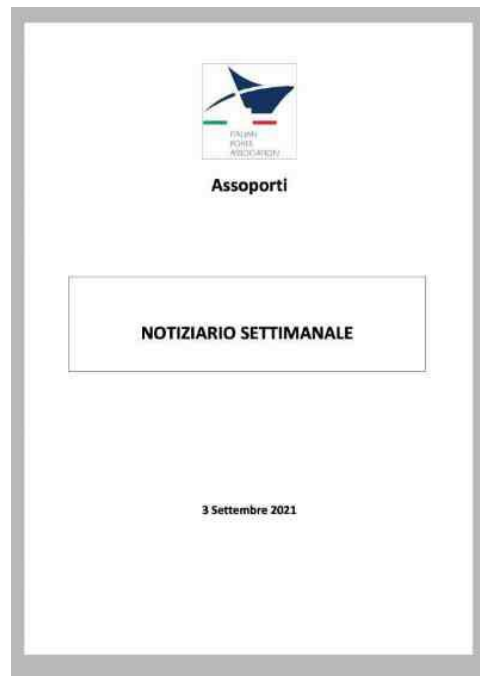 ITALIAN
PORTS
ASSOCIATION
Assoporti
NOTIZIARIO SETTIMANALE
3 Settembre 2021